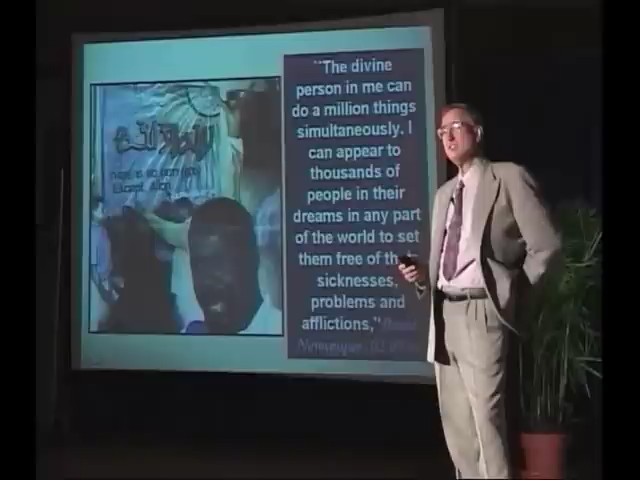 "The divine
person in me can
do a million things
simultaneously. I
can appear to
thousands of
people in their
dreams in any part
of the world to set
them free of
sicknesses,
problems and
afflictions,"